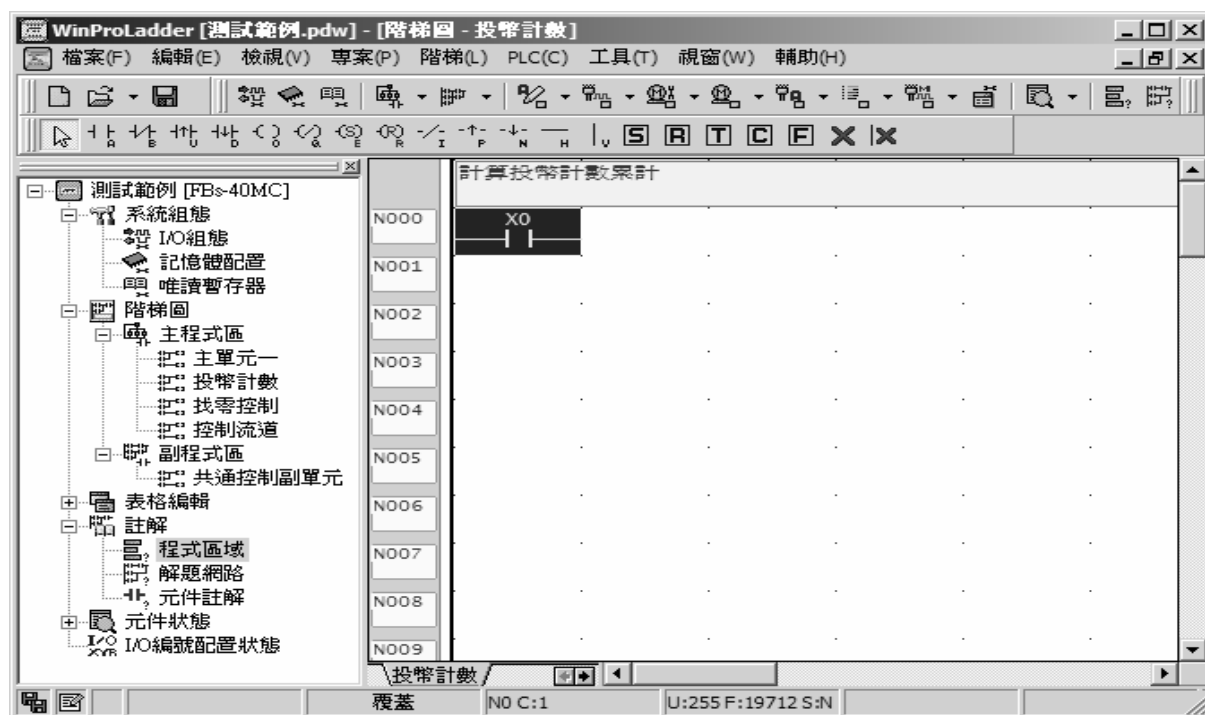 WinProLadder [測試範例.pdw] - [階梯圖 - 投幣計數]
檔案(F) 編輯(E) 檢視(V) 專案(P) 階梯(L) PLC(C) 工具(T) 視窗(W) 輔助(H)
A B U D Q E R I P N H V S R T C F
測試範例 [FBs-40MC]
系統組態
I/O組態
記憶體配置
唯讀暫存器
階梯圖
主程式區
主單元一
投幣計數
找零控制
控制流道
副程式區
共通控制副單元
表格編輯
註解
程式區域
解題網路
元件註解
元件狀態
I/O編號配置狀態
計算投幣計數累計
N000 X0
N001
N002
N003
N004
N005
N006
N007
N008
N009
投幣計數
覆蓋 N0 C:1 U:255 F:19712 S:N